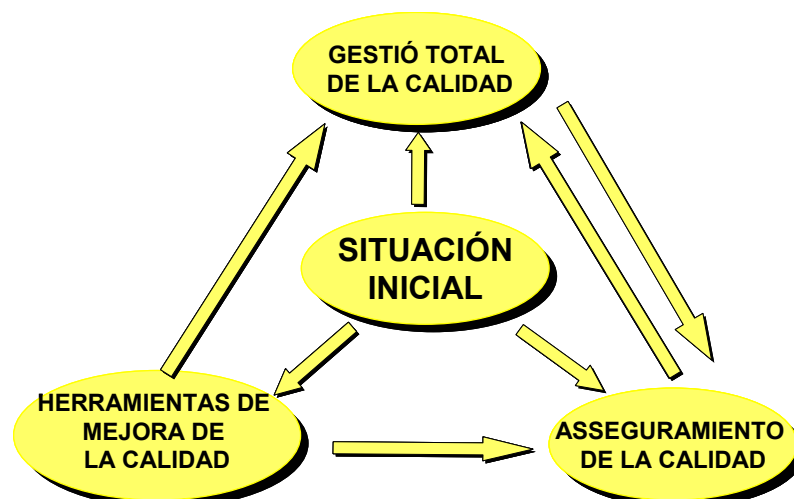 GESTIÓ TOTAL
DE LA CALIDAD
SITUACIÓN
INICIAL
HERRAMIENTAS DE
MEJORA DE
LA CALIDAD
ASSEGURAMIENTO
DE LA CALIDAD